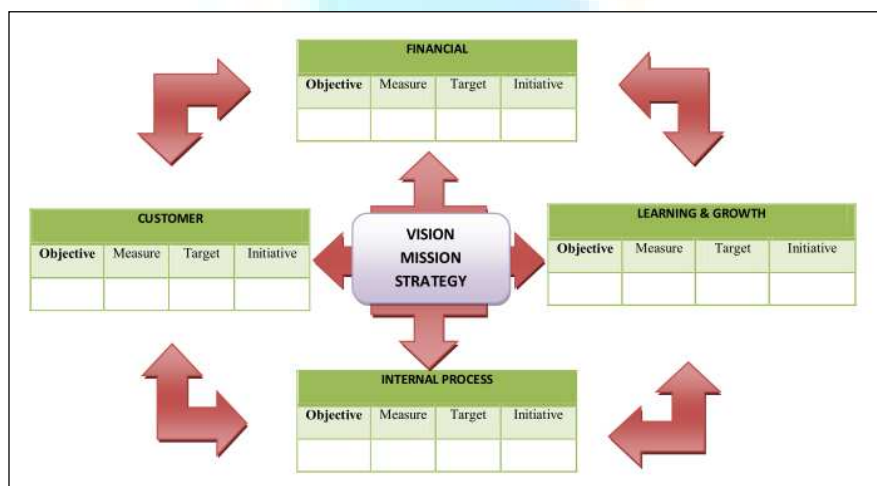 FINANCIAL
Objective Measure Target Initiative
CUSTOMER
Objective Measure Target Initiative
VISION
MISSION
STRATEGY
LEARNING & GROWTH
Objective Measure Target Initiative
INTERNAL PROCESS
Objective Measure Target Initiative